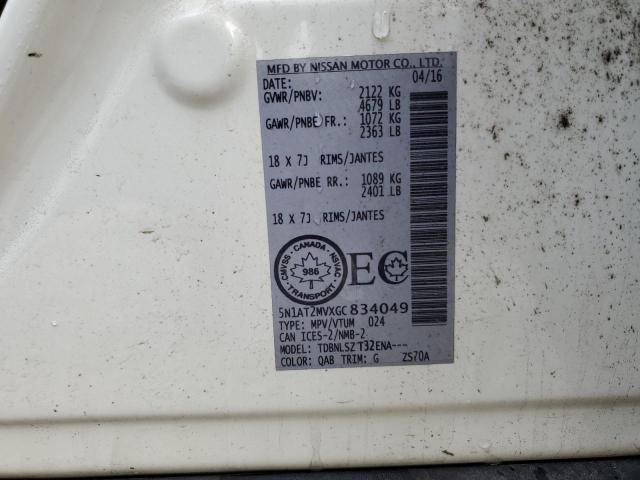 MFD BY NISSAN MOTOR CO., LTD.
DATE: 04/16
GVWR/PNBV: 2122 KG
4679 LB
GAWR/PNBE FR.: 1072 KG
2363 LB
18 X 7J RIMS/JANTES
GAWR/PNBE RR.: 1089 KG
2401 LB
18 X 7J RIMS/JANTES
CMVSS · CANADA · NSVAC
986
TRANSPORT
EC
5N1AT2MVXGC 834049
TYPE: MPV/VTUM 024
CAN ICES-2/NMB-2
MODEL: TDBNLSZ T32ENA---
COLOR: QAB TRIM: G ZS70A